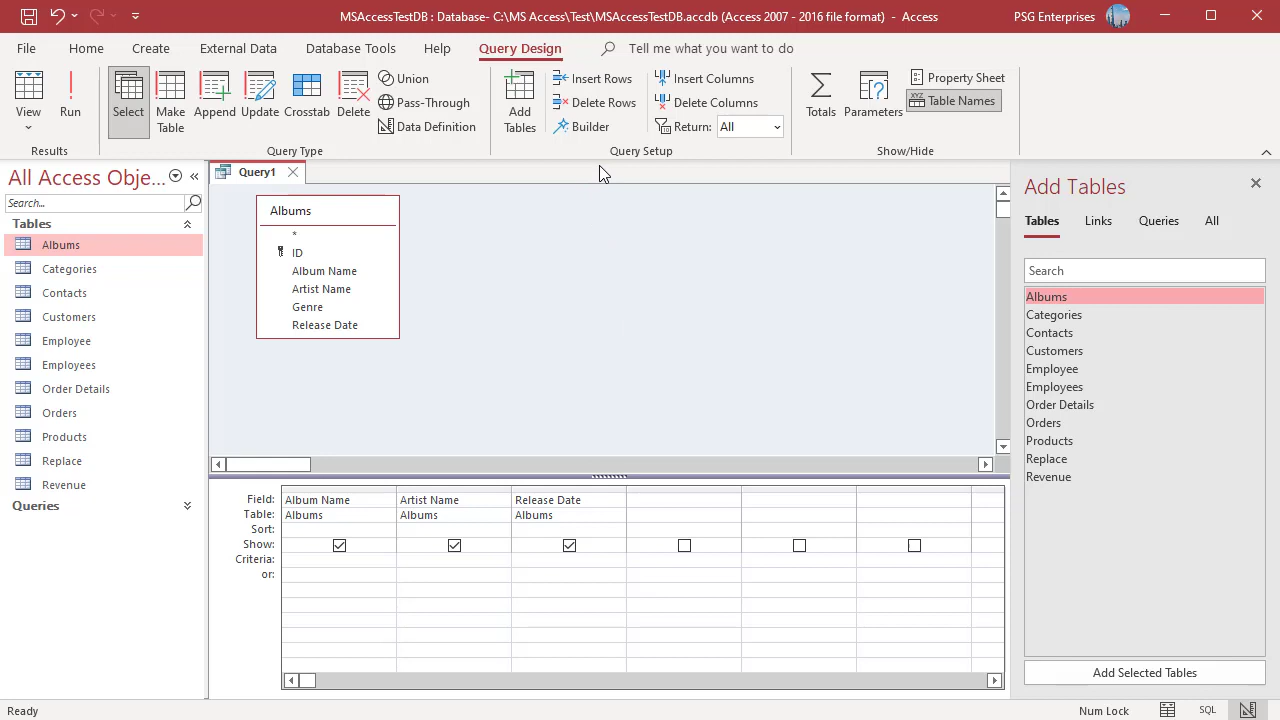 MSAccessTestDB : Database- C:\MS Access\Test\MSAccessTestDB.accdb (Access 2007 - 2016 file format) - Access
PSG Enterprises
File Home Create External Data Database Tools Help Query Design Tell me what you want to do
View
Run
Results
Select
Make Table
Append
Update
Crosstab
Delete
Union
Pass-Through
Data Definition
Query Type
Add Tables
Insert Rows
Delete Rows
Builder
Insert Columns
Delete Columns
Return: All
Query Setup
Totals
Parameters
Property Sheet
XYZ Table Names
Show/Hide
All Access Obje...
Search...
Tables
Albums
Categories
Contacts
Customers
Employee
Employees
Order Details
Orders
Products
Replace
Revenue
Queries
Query1
Albums
*
ID
Album Name
Artist Name
Genre
Release Date
Field: Album Name Artist Name Release Date
Table: Albums Albums Albums
Sort:
Show:
Criteria:
or:
Add Tables
Tables Links Queries All
Search
Albums
Categories
Contacts
Customers
Employee
Employees
Order Details
Orders
Products
Replace
Revenue
Add Selected Tables
Ready
Num Lock
SQL